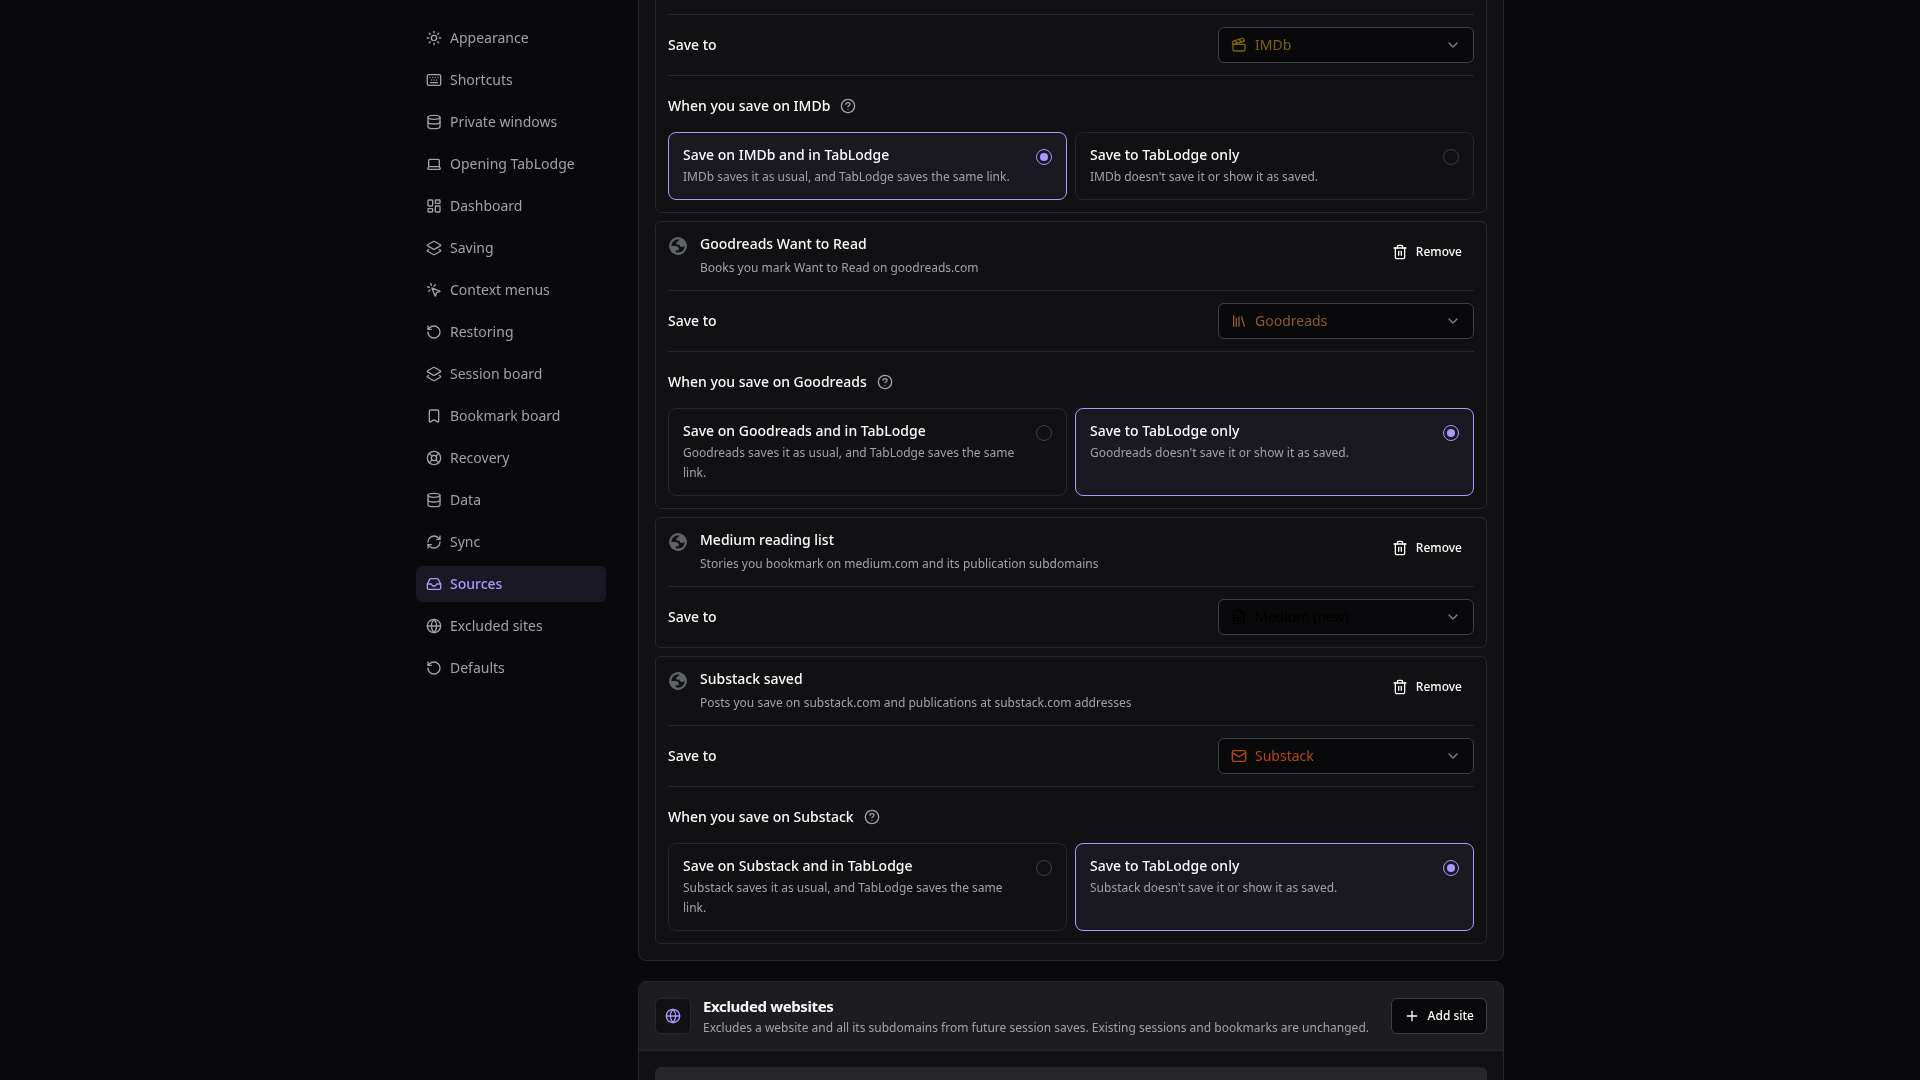 Appearance
Shortcuts
Private windows
Opening TabLodge
Dashboard
Saving
Context menus
Restoring
Session board
Bookmark board
Recovery
Data
Sync
Sources
Excluded sites
Defaults
Save to
IMDb
When you save on IMDb
Save on IMDb and in TabLodge
IMDb saves it as usual, and TabLodge saves the same link.
Save to TabLodge only
IMDb doesn't save it or show it as saved.
Goodreads Want to Read
Books you mark Want to Read on goodreads.com
Remove
Save to
Goodreads
When you save on Goodreads
Save on Goodreads and in TabLodge
Goodreads saves it as usual, and TabLodge saves the same
link.
Save to TabLodge only
Goodreads doesn't save it or show it as saved.
Medium reading list
Stories you bookmark on medium.com and its publication subdomains
Remove
Save to
Medium (new)
Substack saved
Posts you save on substack.com and publications at substack.com addresses
Remove
Save to
Substack
When you save on Substack
Save on Substack and in TabLodge
Substack saves it as usual, and TabLodge saves the same
link.
Save to TabLodge only
Substack doesn't save it or show it as saved.
Excluded websites
Excludes a website and all its subdomains from future session saves. Existing sessions and bookmarks are unchanged.
Add site